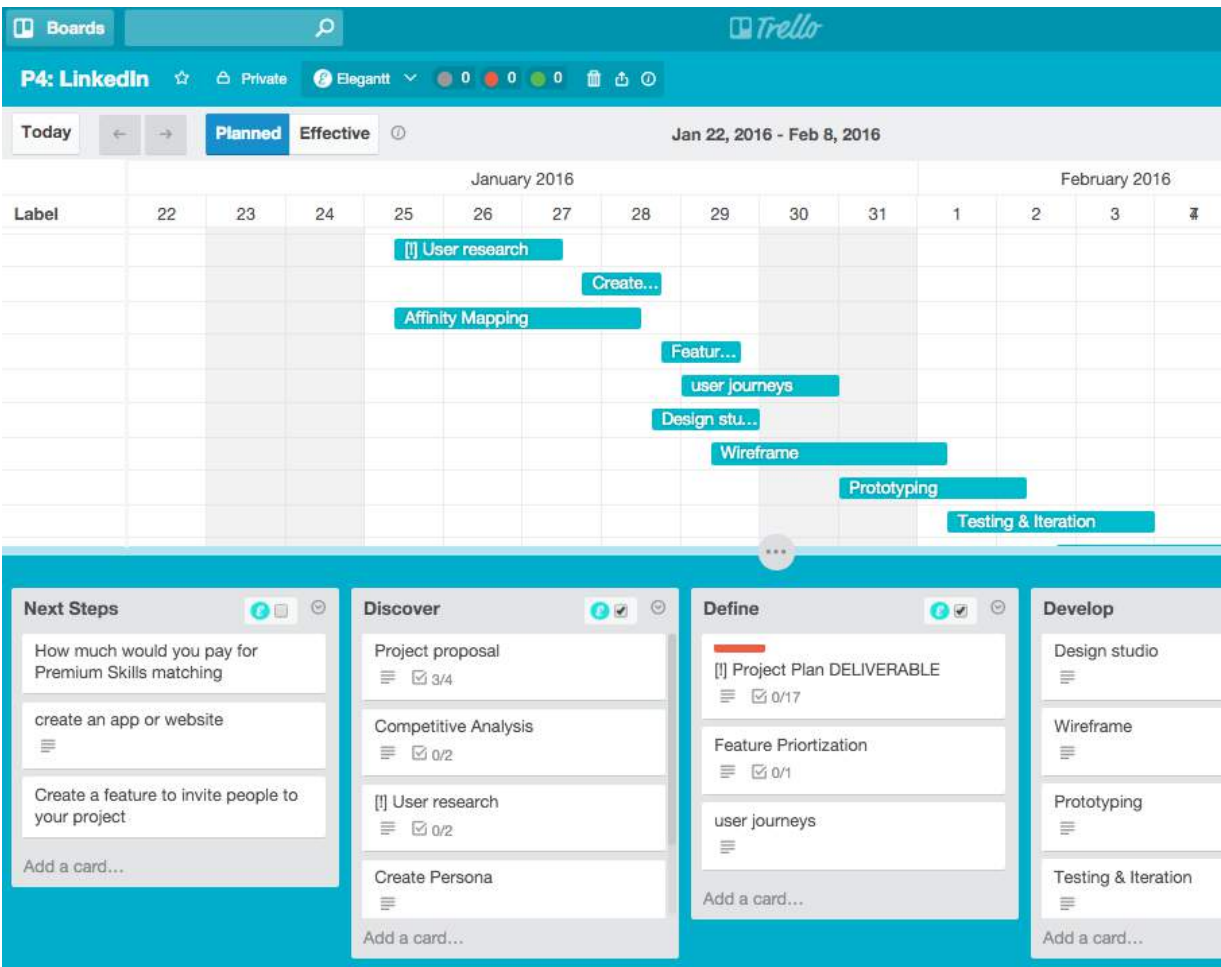 Boards
Trello
P4: LinkedIn Private Elegantt 0 0 0
Today Planned Effective Jan 22, 2016 - Feb 8, 2016
January 2016 February 2016
Label 22 23 24 25 26 27 28 29 30 31 1 2 3
[!] User research
Create...
Affinity Mapping
Featur...
user journeys
Design stu...
Wireframe
Prototyping
Testing & Iteration
Next Steps
How much would you pay for
Premium Skills matching
create an app or website
Create a feature to invite people to
your project
Add a card...
Discover
Project proposal
3/4
Competitive Analysis
0/2
[!] User research
0/2
Create Persona
Add a card...
Define
[!] Project Plan DELIVERABLE
0/17
Feature Priortization
0/1
user journeys
Add a card...
Develop
Design studio
Wireframe
Prototyping
Testing & Iteration
Add a card...